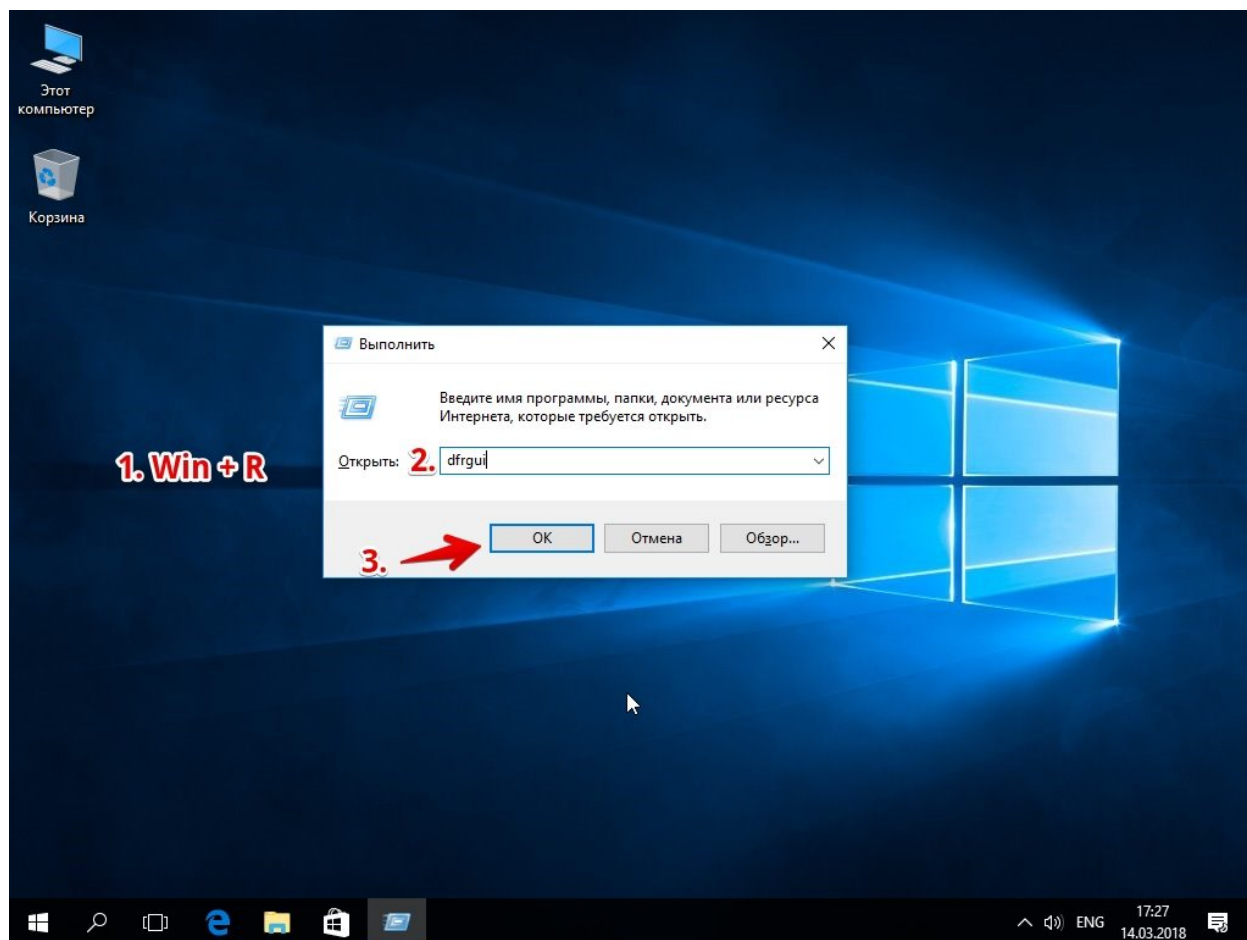 Этот
компьютер
Корзина
Выполнить
Введите имя программы, папки, документа или ресурса
Интернета, которые требуется открыть.
1. Win + R
Открыть: 2. dfrgui
3. OK Отмена Обзор...
ENG 17:27
14.03.2018